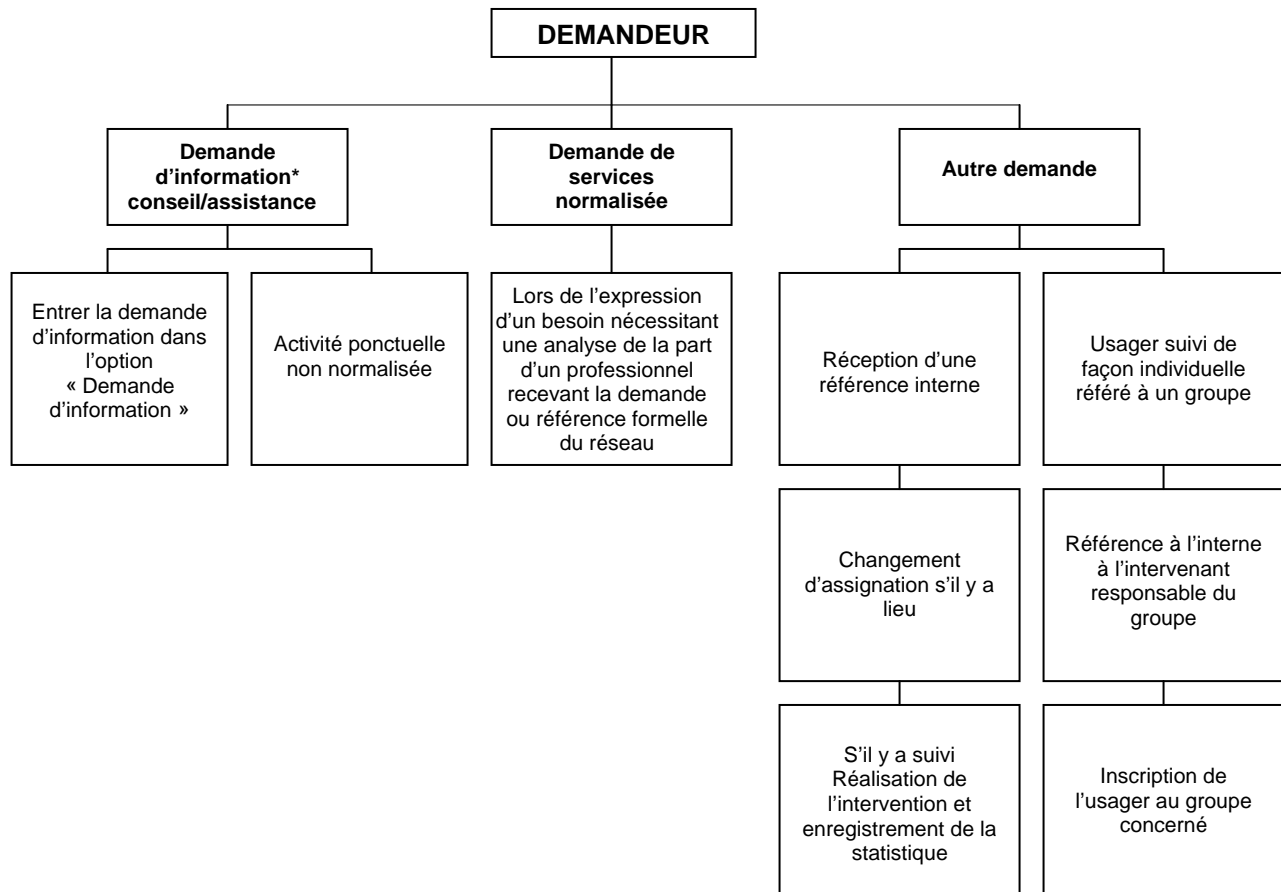 DEMANDEUR
Demande
d’information*
conseil/assistance
Demande de
services
normalisée
Autre demande
Entrer la demande
d’information dans
l’option
« Demande
d’information »
Activité ponctuelle
non normalisée
Lors de l’expression
d’un besoin nécessitant
une analyse de la part
d’un professionnel
recevant la demande
ou référence formelle
du réseau
Réception d’une
référence interne
Usager suivi de
façon individuelle
référé à un groupe
Changement
d’assignation s’il y a
lieu
Référence à l’interne
à l’intervenant
responsable du
groupe
S’il y a suivi
Réalisation de
l’intervention et
enregistrement de la
statistique
Inscription de
l’usager au groupe
concerné